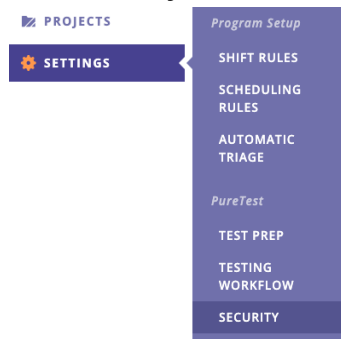 PROJECTS
SETTINGS
Program Setup
SHIFT RULES
SCHEDULING
RULES
AUTOMATIC
TRIAGE
PureTest
TEST PREP
TESTING
WORKFLOW
SECURITY